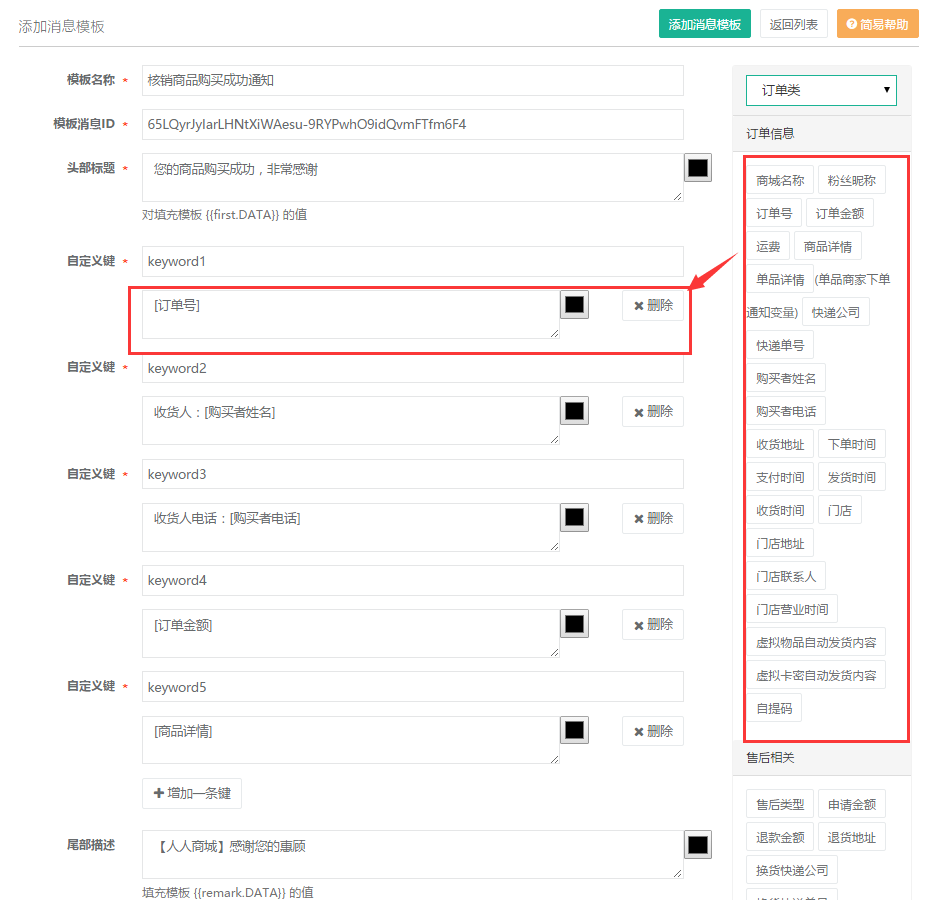 添加消息模板
添加消息模板 返回列表 简易帮助
模板名称 * 核销商品购买成功通知
模板消息ID * 65LQyrJyIarLHNtXiWAesu-9RYPwhO9idQvmFTfm6F4
头部标题 * 您的商品购买成功，非常感谢
对填充模板 {{first.DATA}} 的值
自定义键 * keyword1
[订单号] 删除
自定义键 * keyword2
收货人：[购买者姓名] 删除
自定义键 * keyword3
收货人电话：[购买者电话] 删除
自定义键 * keyword4
[订单金额] 删除
自定义键 * keyword5
[商品详情] 删除
增加一条键
尾部描述 【人人商城】感谢您的惠顾
填充模板 {{remark.DATA}} 的值
订单类
订单信息
商城名称 粉丝昵称
订单号 订单金额
运费 商品详情
单品详情 (单品商家下单
通知变量) 快递公司
快递单号
购买者姓名
购买者电话
收货地址 下单时间
支付时间 发货时间
收货时间 门店
门店地址
门店联系人
门店营业时间
虚拟物品自动发货内容
虚拟卡密自动发货内容
自提码
售后相关
售后类型 申请金额
退款金额 退货地址
换货快递公司